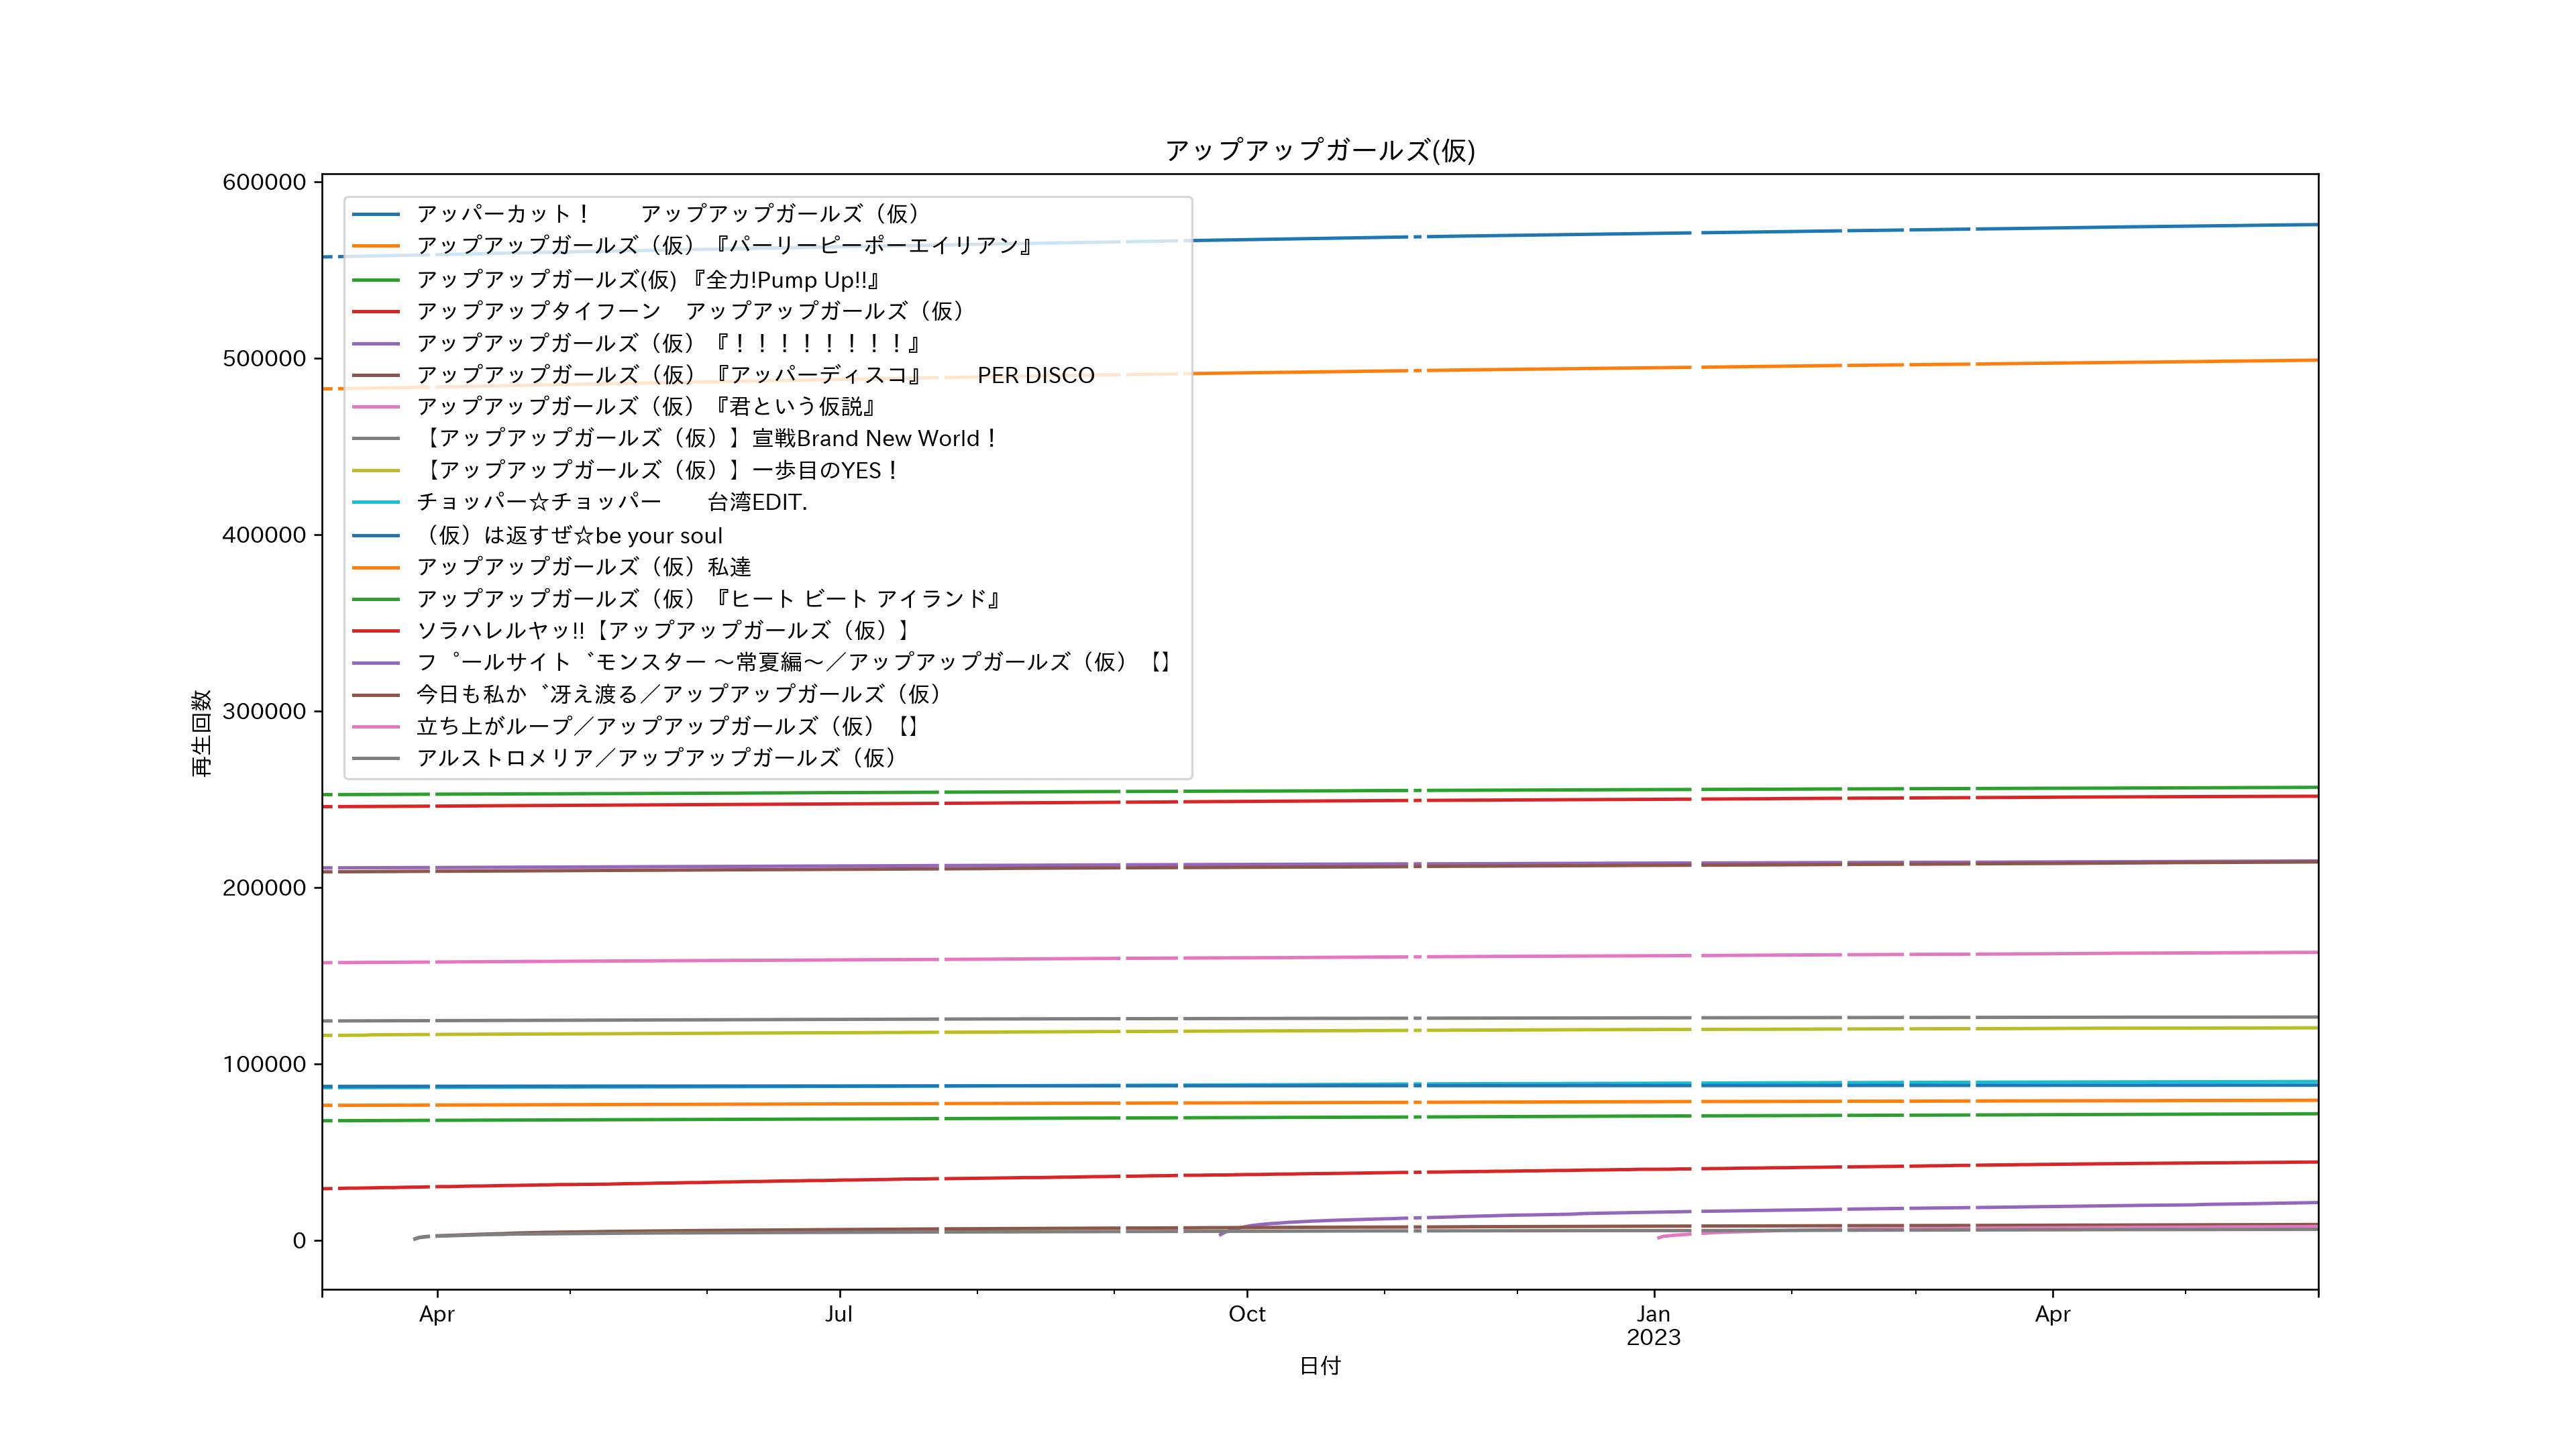 アップアップガールズ(仮)
600000
500000
400000
300000
200000
100000
0
再生回数
アッパーカット！　　アップアップガールズ（仮）
アップアップガールズ（仮）『パーリーピーポーエイリアン』
アップアップガールズ(仮) 『全力!Pump Up!!』
アップアップタイフーン　アップアップガールズ（仮）
アップアップガールズ（仮）『！！！！！！！！』
アップアップガールズ（仮）『アッパーディスコ』　　PER DISCO
アップアップガールズ（仮）『君という仮説』
【アップアップガールズ（仮）】宣戦Brand New World！
【アップアップガールズ（仮）】一歩目のYES！
チョッパー☆チョッパー　　台湾EDIT.
（仮）は返すぜ☆be your soul
アップアップガールズ（仮）私達
アップアップガールズ（仮）『ヒート ビート アイランド』
ソラハレルヤッ!!【アップアップガールズ（仮）】
フ゜ールサイト゛モンスター 〜常夏編〜／アップアップガールズ（仮）【】
今日も私か゛冴え渡る／アップアップガールズ（仮）
立ち上がループ／アップアップガールズ（仮）【】
アルストロメリア／アップアップガールズ（仮）
Apr
Jul
Oct
Jan
2023
Apr
日付